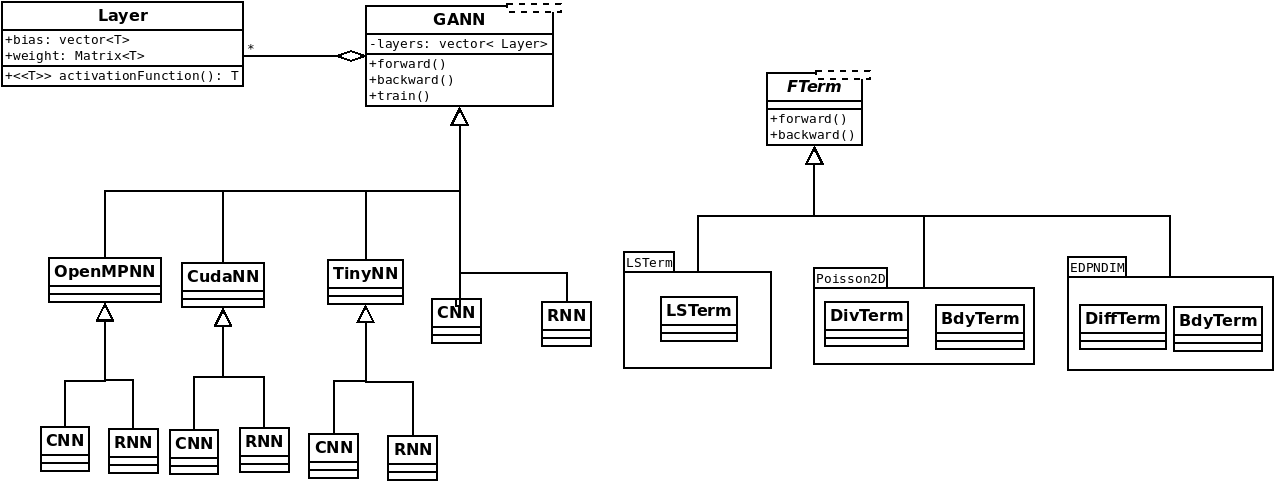 Layer
+bias: vector<T>
+weight: Matrix<T>
+<<T>> activationFunction(): T
*
GANN
-layers: vector< Layer>
+forward()
+backward()
+train()
FTerm
+forward()
+backward()
OpenMPNN
CudaNN
TinyNN
CNN
RNN
CNN
RNN
CNN
RNN
CNN
RNN
LSTerm
LSTerm
Poisson2D
DivTerm
BdyTerm
EDPNDIM
DiffTerm
BdyTerm